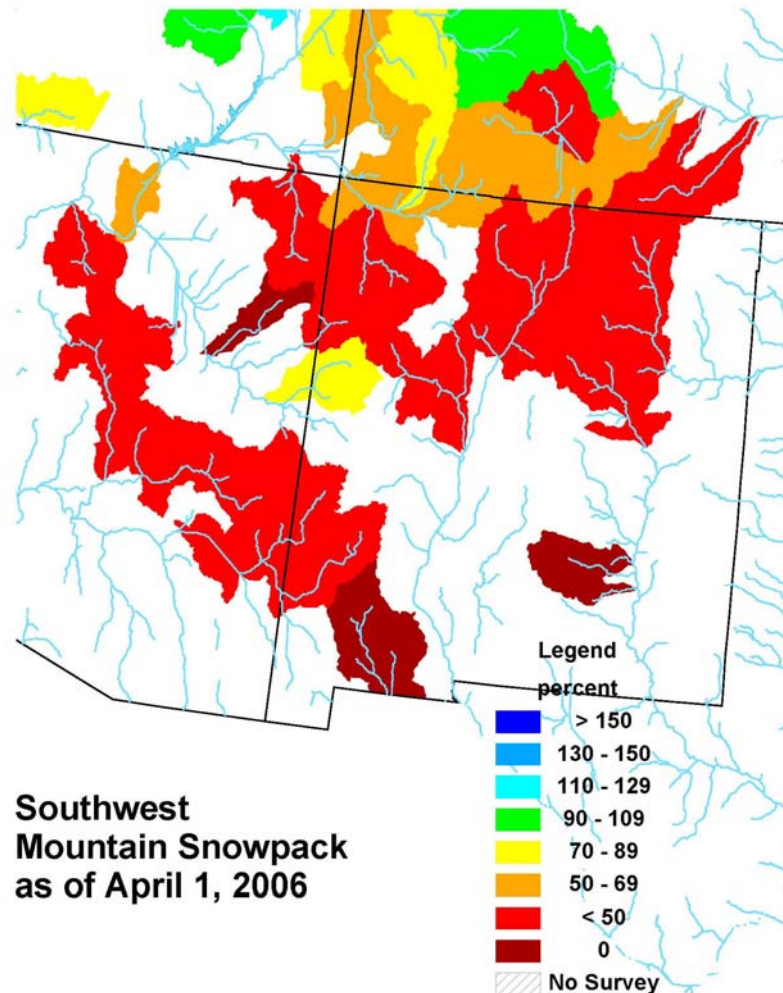 Legend
percent
> 150
130 - 150
110 - 129
90 - 109
70 - 89
50 - 69
< 50
0
No Survey
Southwest
Mountain Snowpack
as of April 1, 2006